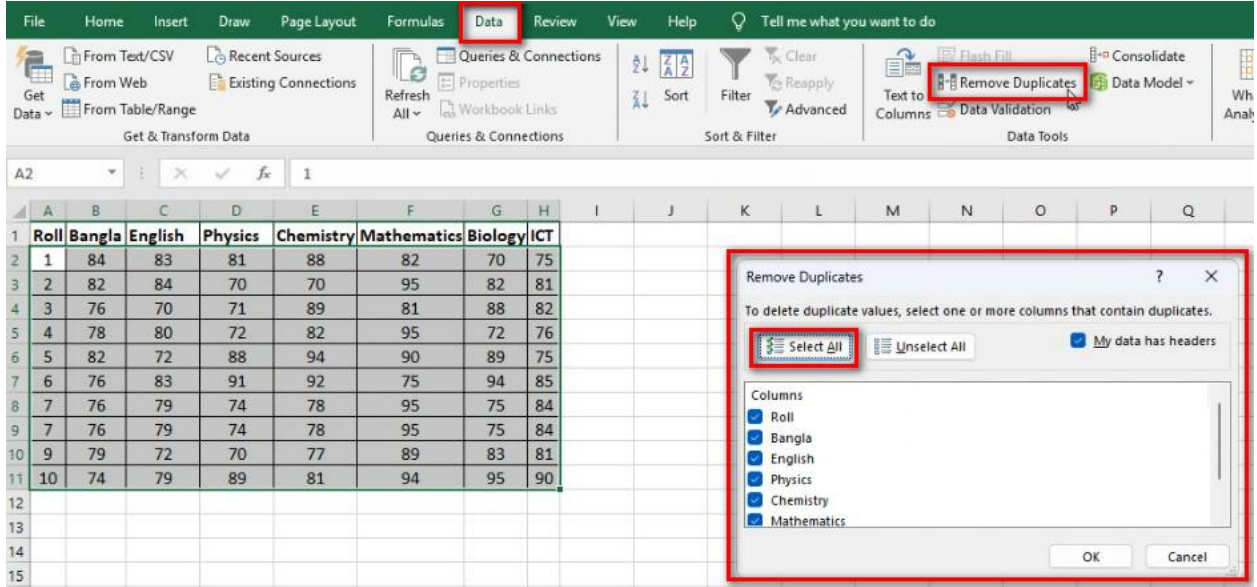 File Home Insert Draw Page Layout Formulas Data Review View Help Tell me what you want to do
Get Data
From Text/CSV
From Web
From Table/Range
Recent Sources
Existing Connections
Get & Transform Data
Refresh All
Queries & Connections
Properties
Workbook Links
Queries & Connections
Sort
Filter
Clear
Reapply
Advanced
Sort & Filter
Text to Columns
Flash Fill
Remove Duplicates
Data Validation
Consolidate
Data Model
Data Tools
A2 fx 1
A B C D E F G H I J K L M N O P Q
1 Roll Bangla English Physics Chemistry Mathematics Biology ICT
2 1 84 83 81 88 82 70 75
3 2 82 84 70 70 95 82 81
4 3 76 70 71 89 81 88 82
5 4 78 80 72 82 95 72 76
6 5 82 72 88 94 90 89 75
7 6 76 83 91 92 75 94 85
8 7 76 79 74 78 95 75 84
9 7 76 79 74 78 95 75 84
10 9 79 72 70 77 89 83 81
11 10 74 79 89 81 94 95 90
12
13
14
15
Remove Duplicates ? ×
To delete duplicate values, select one or more columns that contain duplicates.
Select All Unselect All My data has headers
Columns
Roll
Bangla
English
Physics
Chemistry
Mathematics
OK Cancel